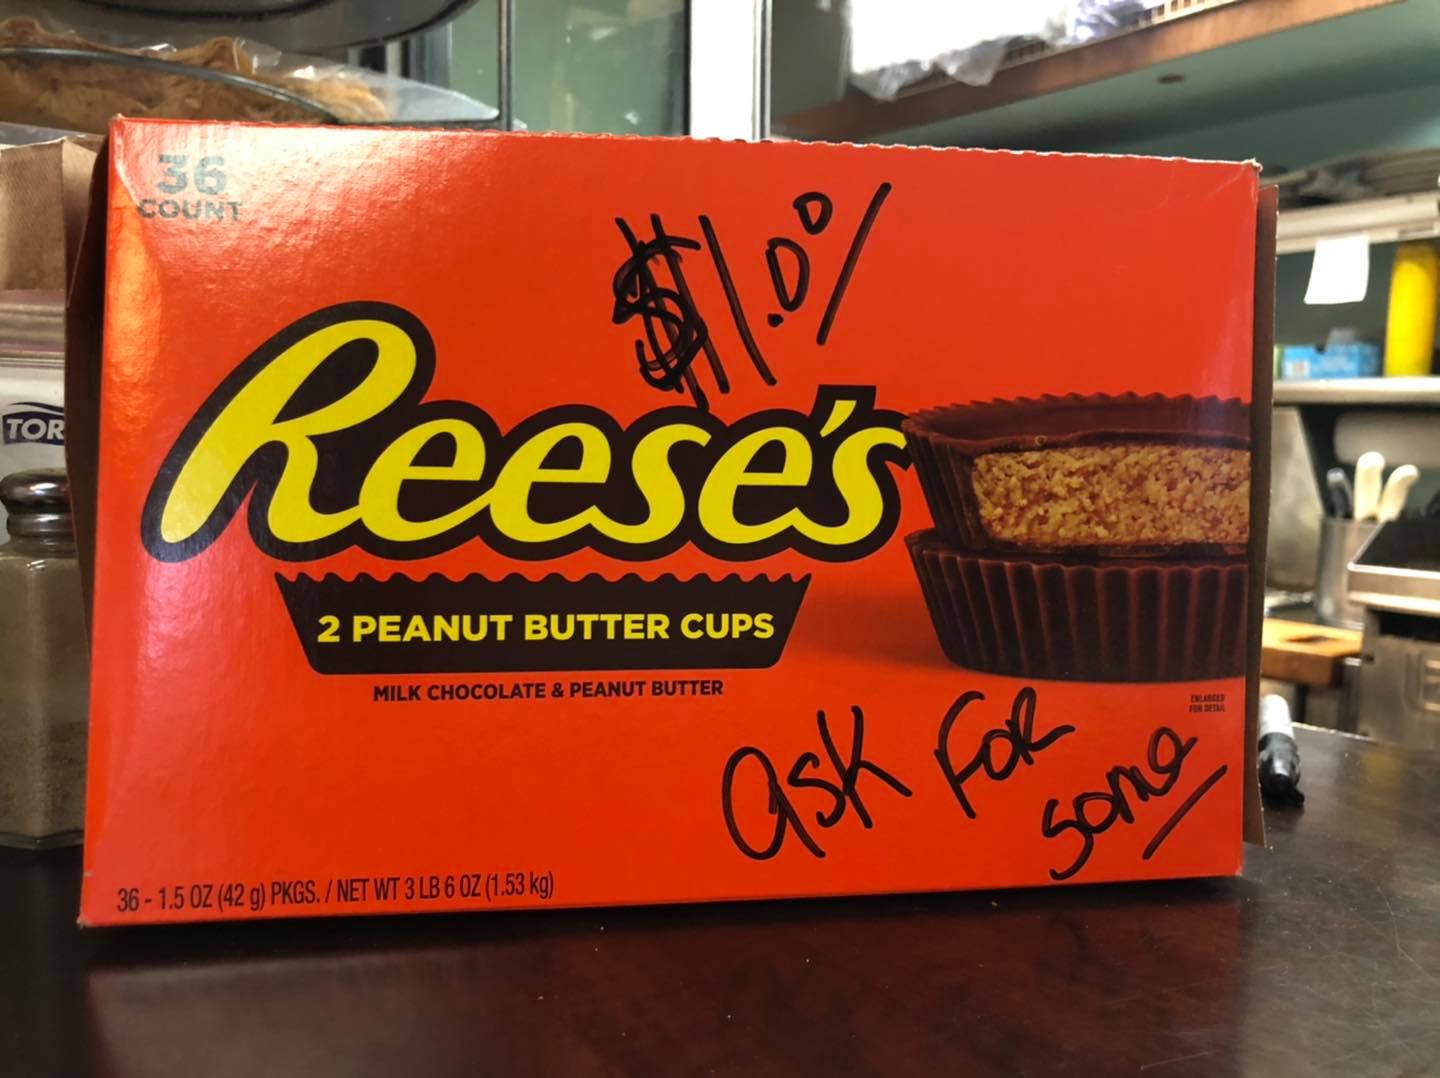 36
COUNT
$1.00/
Reese's
2 PEANUT BUTTER CUPS
MILK CHOCOLATE & PEANUT BUTTER
ENLARGED
FOR DETAIL
ask FoR
some
36 - 1.5 OZ (42 g) PKGS. / NET WT 3 LB 6 OZ (1.53 kg)
TOR